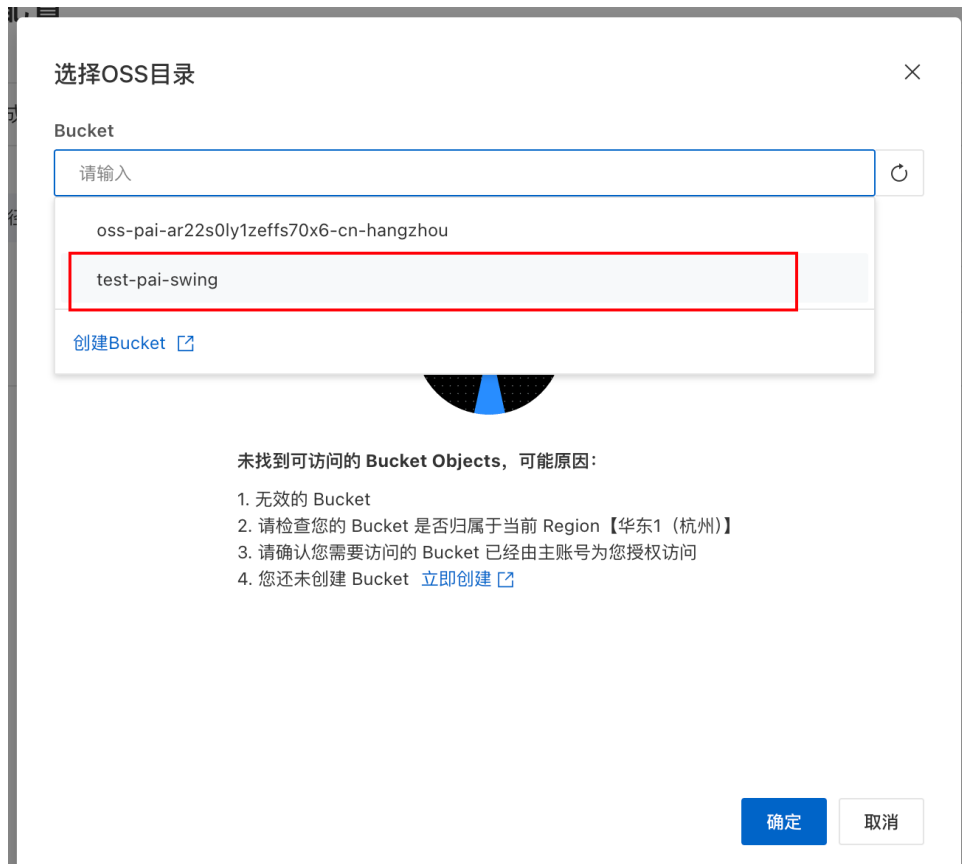 选择OSS目录
Bucket
请输入
oss-pai-ar22s0ly1zeffs70x6-cn-hangzhou
test-pai-swing
创建Bucket
未找到可访问的 Bucket Objects，可能原因：
1. 无效的 Bucket
2. 请检查您的 Bucket 是否归属于当前 Region【华东1（杭州）】
3. 请确认您需要访问的 Bucket 已经由主账号为您授权访问
4. 您还未创建 Bucket 立即创建
确定 取消